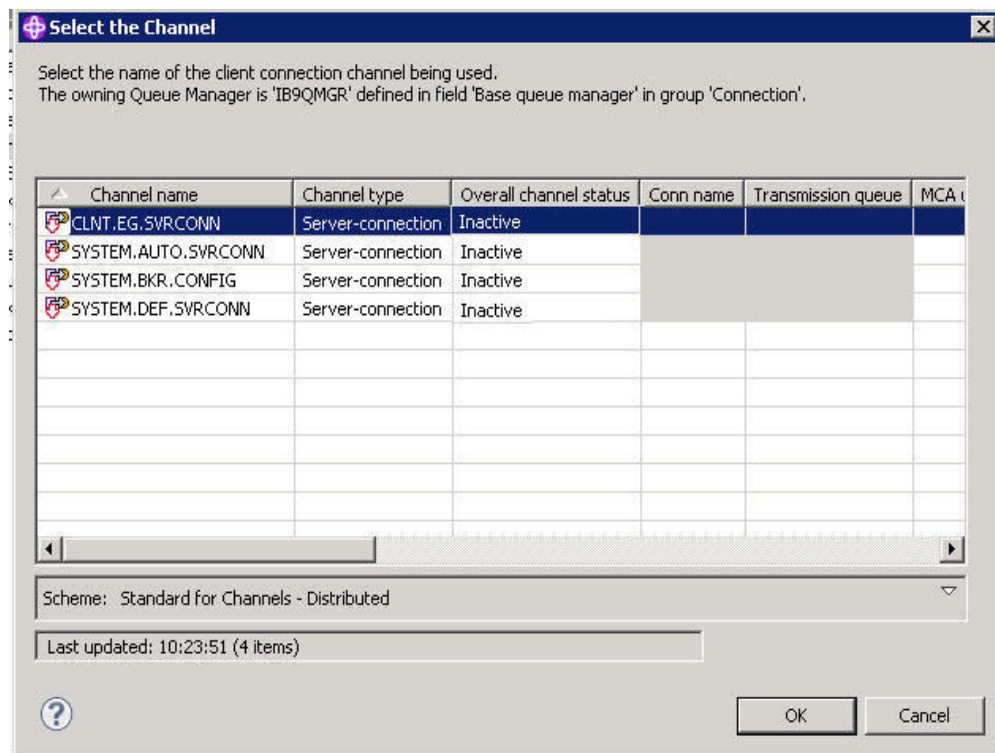 Select the Channel
Select the name of the client connection channel being used.
The owning Queue Manager is 'IB9QMGR' defined in field 'Base queue manager' in group 'Connection'.
Channel name Channel type Overall channel status Conn name Transmission queue MCA
CLNT.EG.SVRCONN Server-connection Inactive
SYSTEM.AUTO.SVRCONN Server-connection Inactive
SYSTEM.BKR.CONFIG Server-connection Inactive
SYSTEM.DEF.SVRCONN Server-connection Inactive
Scheme: Standard for Channels - Distributed
Last updated: 10:23:51 (4 items)
OK Cancel